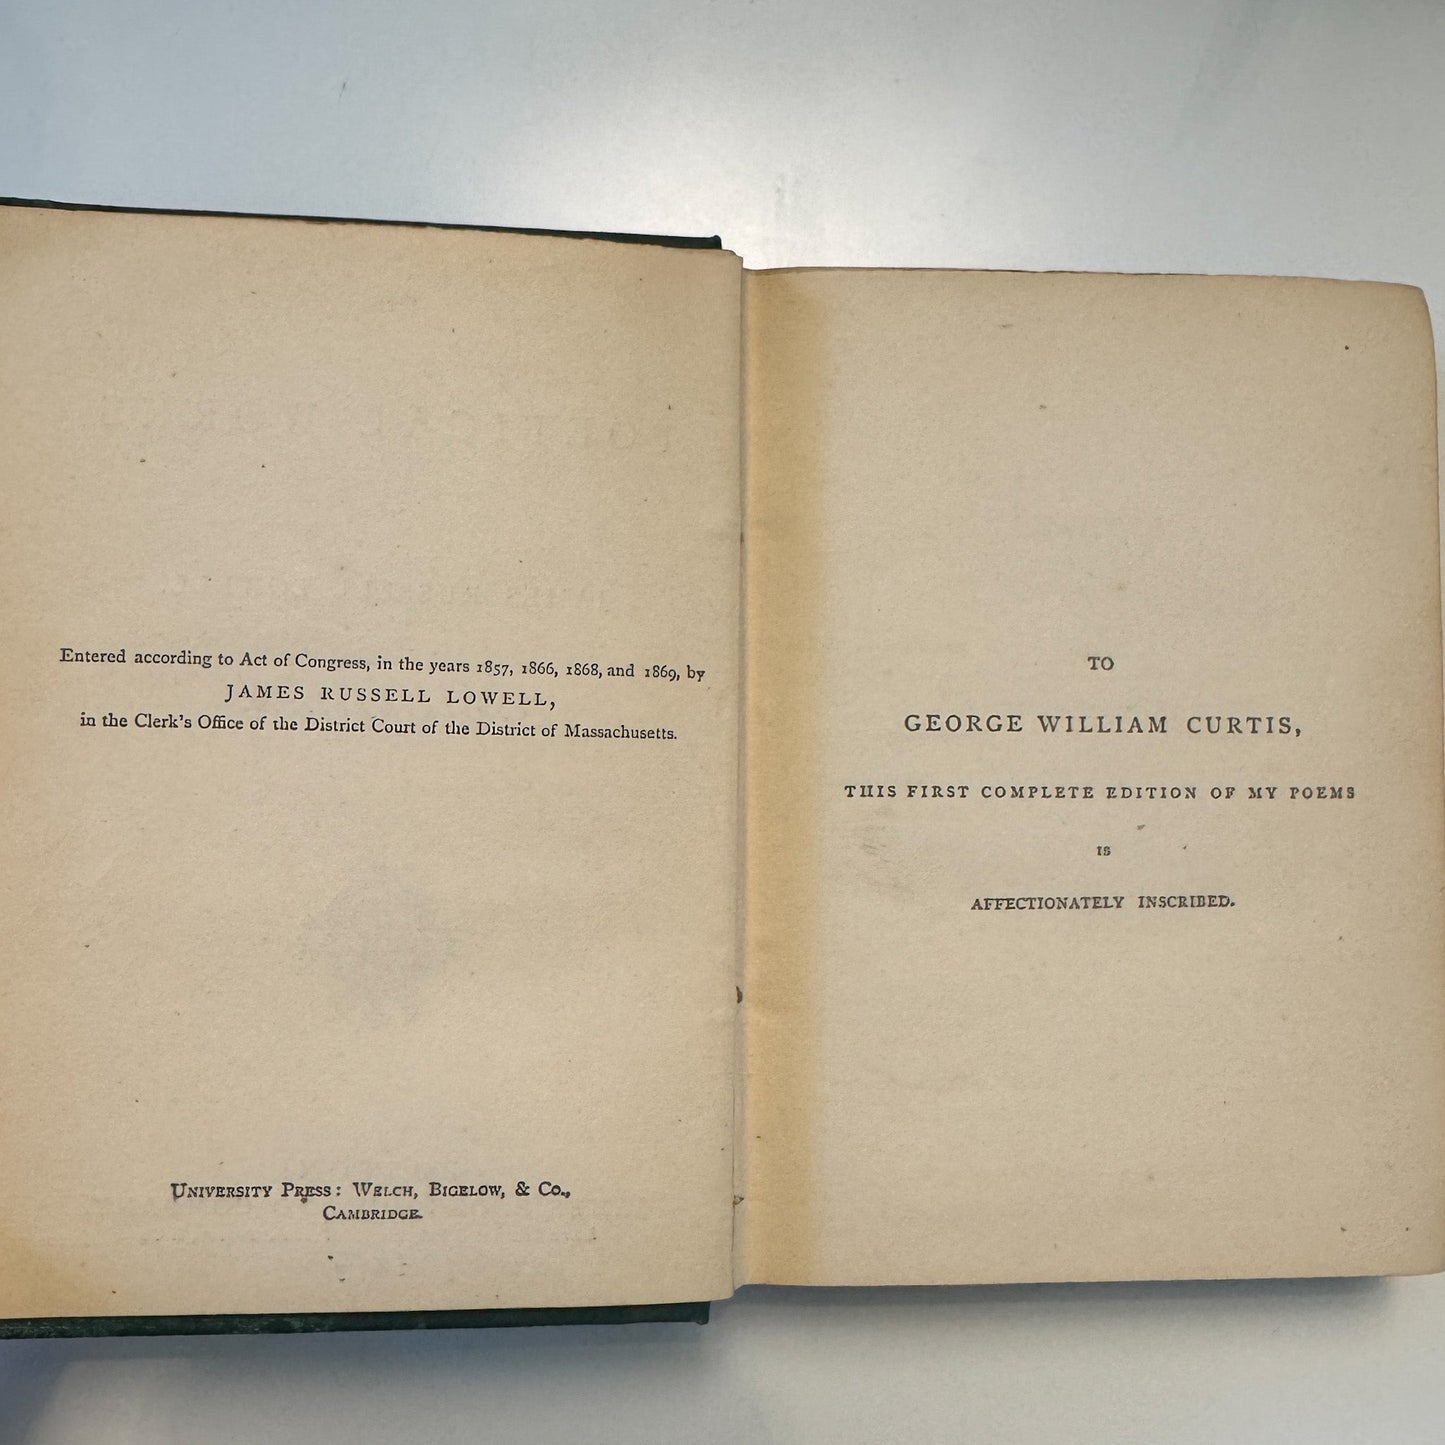 Entered according to Act of Congress, in the years 1857, 1866, 1868, and 1869, by
JAMES RUSSELL LOWELL,
in the Clerk's Office of the District Court of the District of Massachusetts.
University Press: Welch, Bigelow, & Co.,
Cambridge.
TO
GEORGE WILLIAM CURTIS,
THIS FIRST COMPLETE EDITION OF MY POEMS
IS
AFFECTIONATELY INSCRIBED.